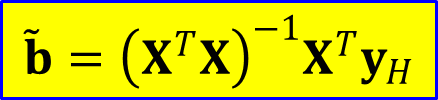 b̃ = (XᵀX)⁻¹Xᵀy_H